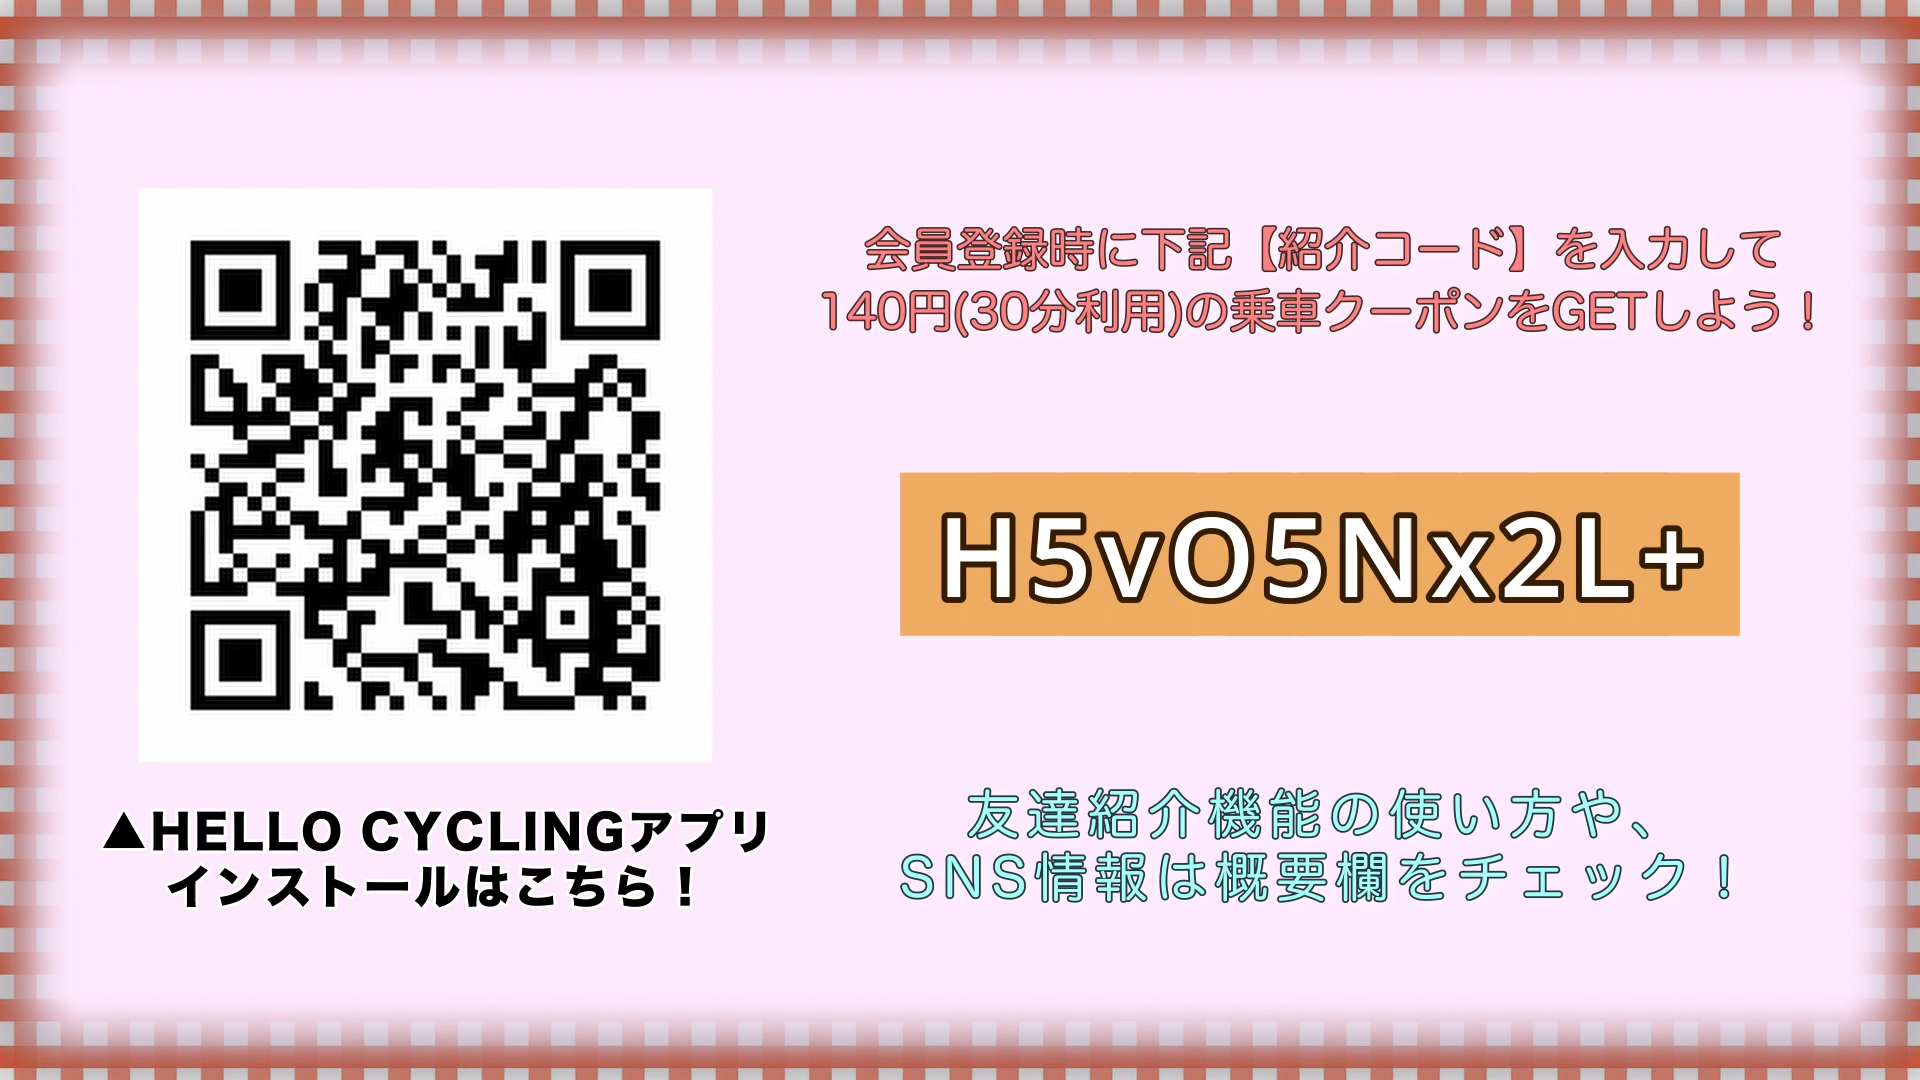 会員登録時に下記【紹介コード】を入力して
140円(30分利用)の乗車クーポンをGETしよう！
H5vO5Nx2L+
▲HELLO CYCLINGアプリ
インストールはこちら！
友達紹介機能の使い方や、
SNS情報は概要欄をチェック！